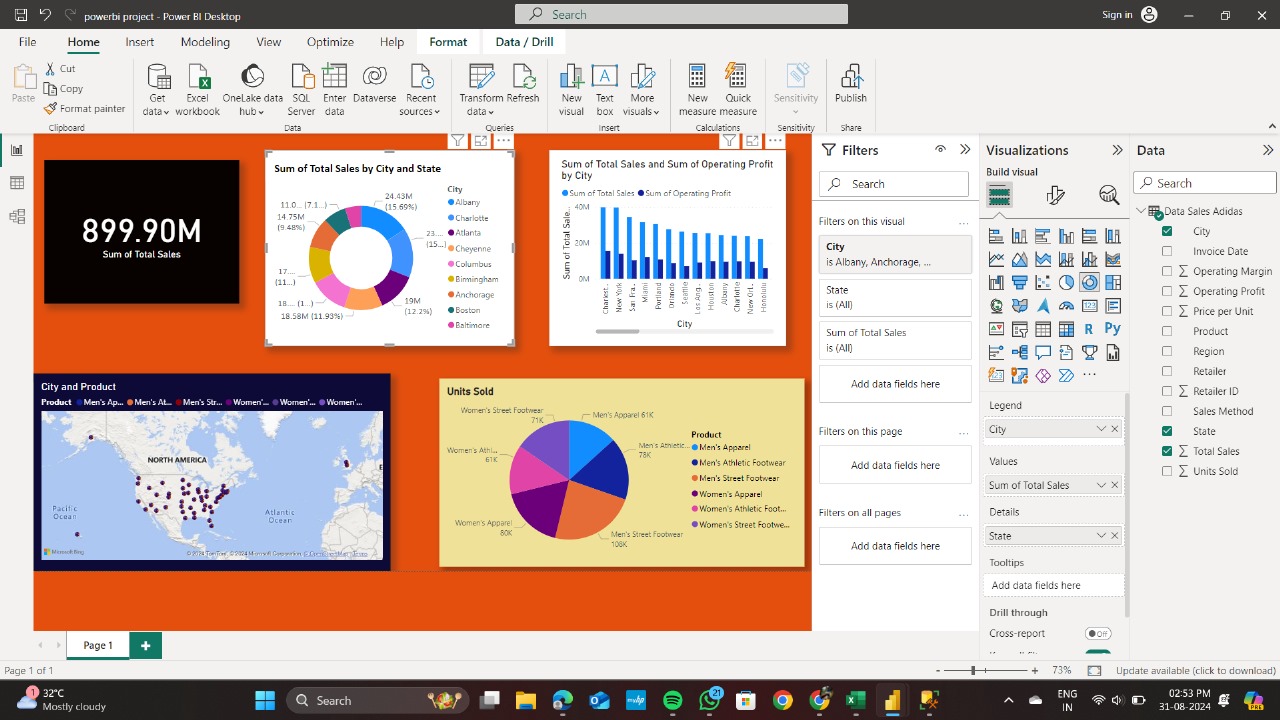 powerbi project - Power BI Desktop
Search
Sign in
File
Home
Insert
Modeling
View
Optimize
Help
Format
Data / Drill
Paste
Cut
Copy
Format painter
Clipboard
Get data
Excel workbook
OneLake data hub
SQL Server
Enter data
Dataverse
Recent sources
Data
Transform data
Refresh
Queries
New visual
Text box
More visuals
Insert
New measure
Quick measure
Calculations
Sensitivity
Sensitivity
Publish
Share
899.90M
Sum of Total Sales
Sum of Total Sales by City and State
24.43M
(15.69%)
23....
(15...)
19M
(12.2%)
18.58M (11.93%)
18.... (1...)
17....
(11...)
14.75M
(9.48%)
11.0... (7.1...)
City
Albany
Charlotte
Atlanta
Cheyenne
Columbus
Birmingham
Anchorage
Boston
Baltimore
Sum of Total Sales and Sum of Operating Profit
by City
Sum of Total Sales
Sum of Operating Profit
Sum of Total Sale...
40M
20M
0M
Charlest...
New York
San Fra...
Miami
Portland
Orlando
Seattle
Los Ang...
Houston
Albany
Charlotte
New Orl...
Honolulu
City
City and Product
Product
Men's Ap...
Men's At...
Men's Str...
Women'...
Women'...
Women'...
NORTH AMERICA
Pacific
Ocean
Atlantic
Ocean
E
Microsoft Bing
© 2024 TomTom, © 2024 Microsoft Corporation, © OpenStreetMap, Terms
Units Sold
Women's Street Footwear
71K
Men's Apparel 61K
Men's Athletic...
78K
Men's Street Footwear
108K
Women's Apparel
80K
Women's Athl...
61K
Product
Men's Apparel
Men's Athletic Footwear
Men's Street Footwear
Women's Apparel
Women's Athletic Foot...
Women's Street Footwe...
Filters
Search
Filters on this visual
City
is Albany, Anchorage, ...
State
is (All)
Sum of Total Sales
is (All)
Add data fields here
Filters on this page
Add data fields here
Filters on all pages
Add data fields here
Visualizations
Build visual
R
Py
123
Legend
City
Values
Sum of Total Sales
Details
State
Tooltips
Add data fields here
Drill through
Cross-report
Off
Data
Search
Data Sales Adidas
City
Invoice Date
Operating Margin
Operating Profit
Price per Unit
Product
Region
Retailer
Retailer ID
Sales Method
State
Total Sales
Units Sold
Page 1
Page 1 of 1
73%
Update available (click to download)
1
32°C
Mostly cloudy
Search
21
ENG
IN
02:53 PM
31-08-2024
PRE